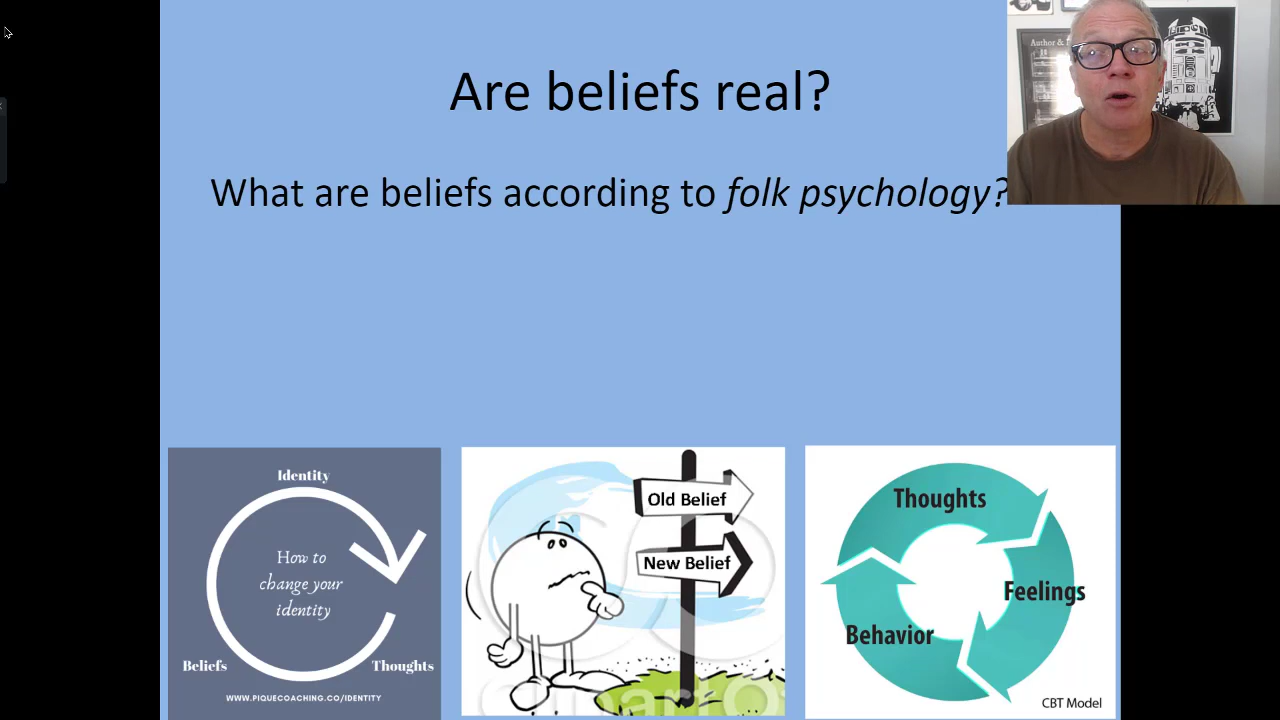 Are beliefs real?
What are beliefs according to folk psychology?
Identity
How to
change your
identity
Beliefs
Thoughts
WWW.PIQUECOACHING.CO/IDENTITY
Old Belief
New Belief
Thoughts
Feelings
Behavior
CBT Model